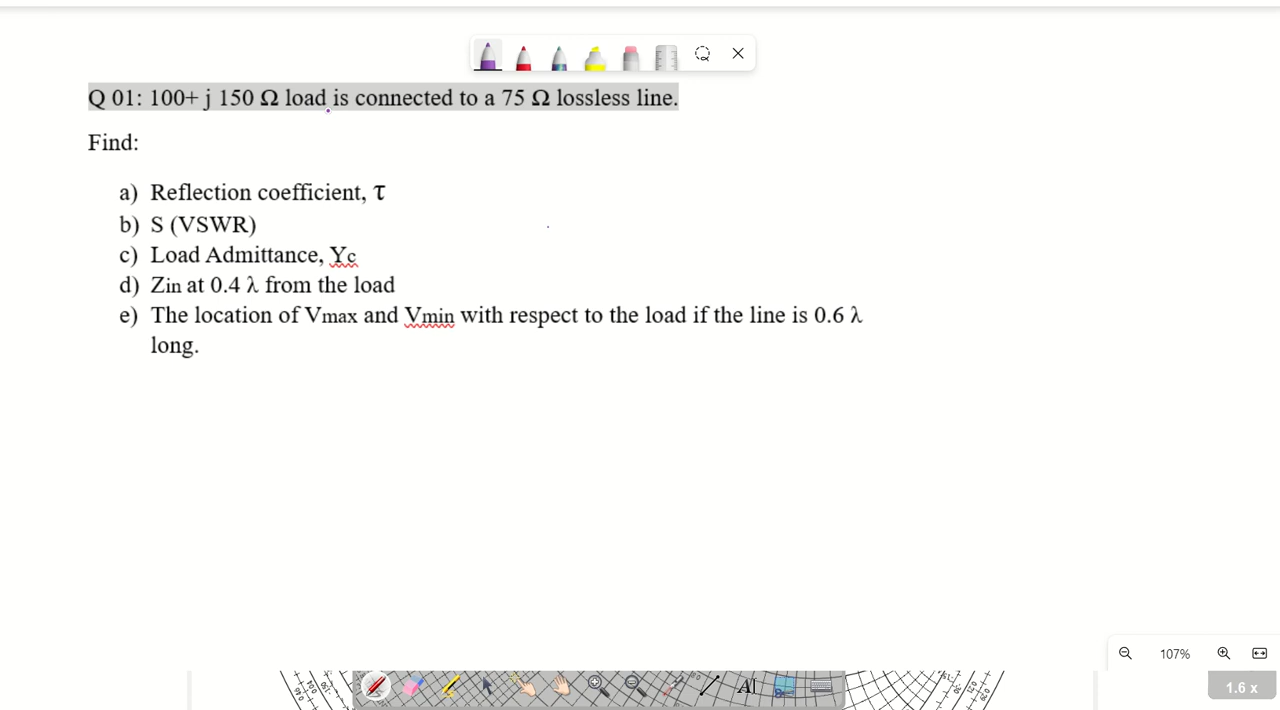 Q 01: 100+ j 150 Ω load is connected to a 75 Ω lossless line.
Find:
a) Reflection coefficient, τ
b) S (VSWR)
c) Load Admittance, Yc
d) Zin at 0.4 λ from the load
e) The location of Vmax and Vmin with respect to the load if the line is 0.6 λ
long.
107%
A
1.6 x